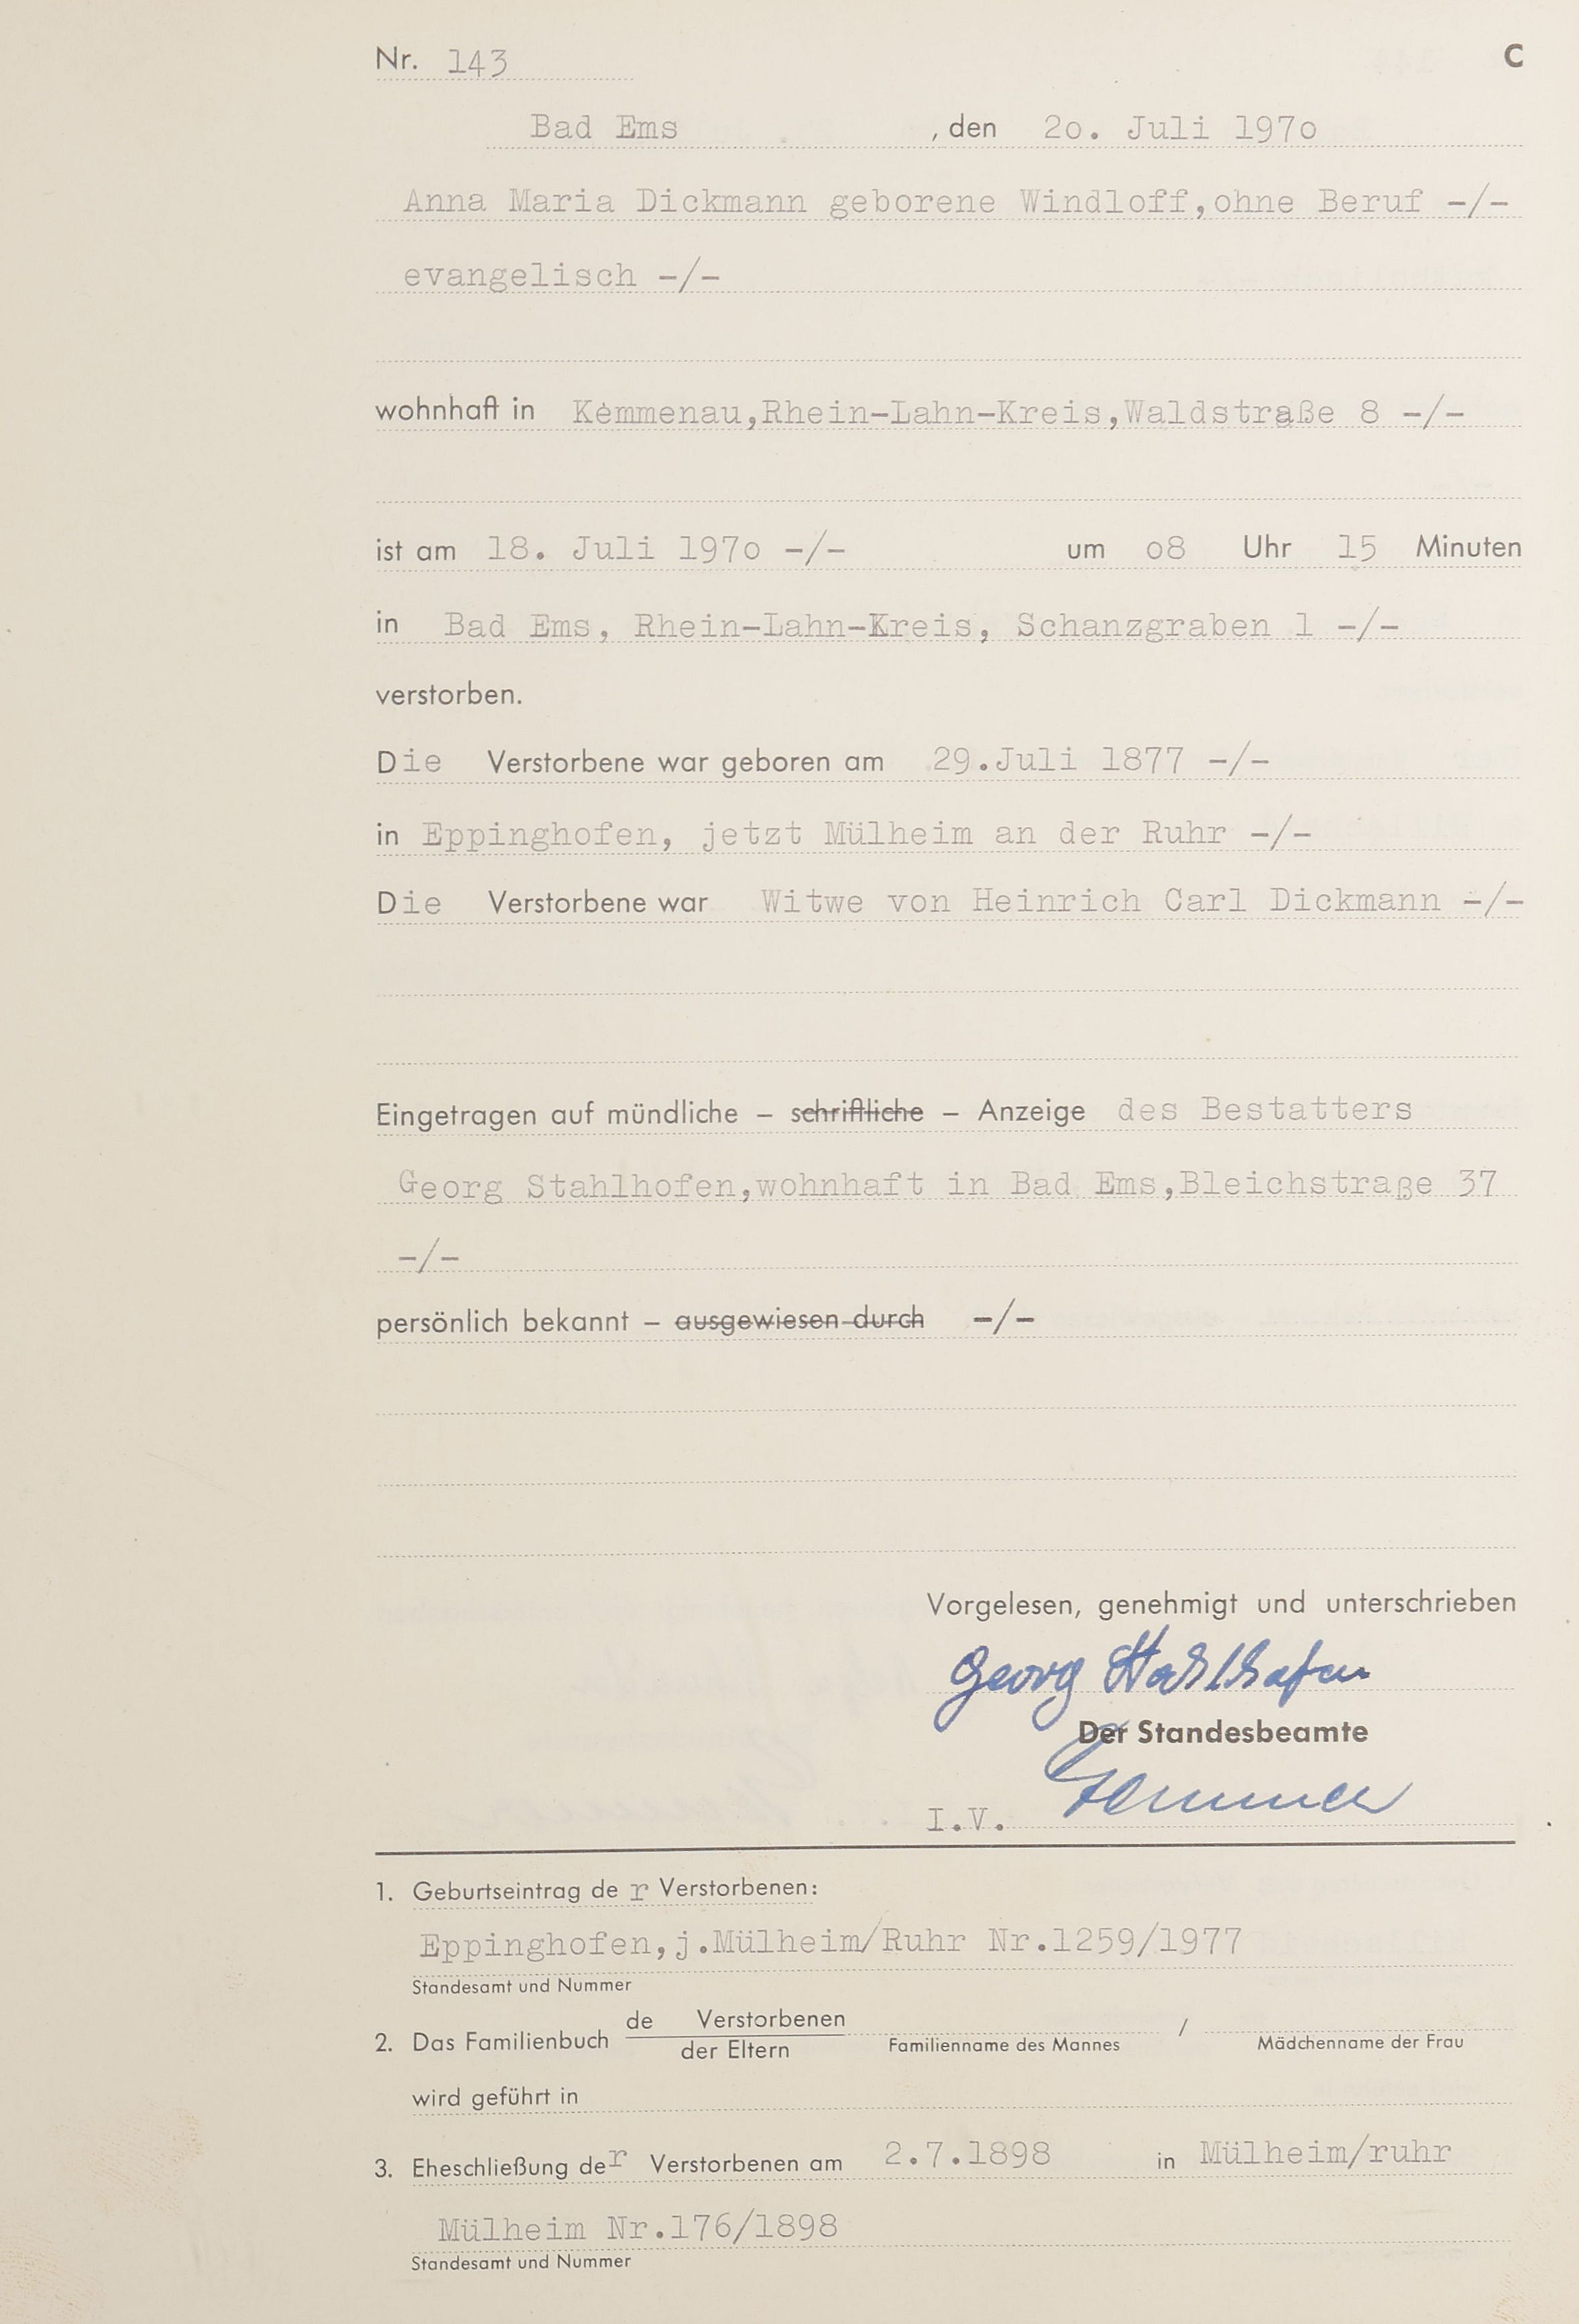 Nr. 143 C
Bad Ems , den 2o. Juli 197o
Anna Maria Dickmann geborene Windloff,ohne Beruf -/-
evangelisch -/-
wohnhaft in Kemmenau,Rhein-Lahn-Kreis,Waldstraße 8 -/-
ist am 18. Juli 197o -/- um o8 Uhr 15 Minuten
in Bad Ems, Rhein-Lahn-Kreis, Schanzgraben 1 -/-
verstorben.
Die Verstorbene war geboren am 29.Juli 1877 -/-
in Eppinghofen, jetzt Mülheim an der Ruhr -/-
Die Verstorbene war Witwe von Heinrich Carl Dickmann -/-
Eingetragen auf mündliche – schriftliche – Anzeige des Bestatters
Georg Stahlhofen,wohnhaft in Bad Ems,Bleichstraße 37
-/-
persönlich bekannt – ausgewiesen durch -/-
Vorgelesen, genehmigt und unterschrieben
Georg Stahlhofen
Der Standesbeamte
I.V.
1. Geburtseintrag de r Verstorbenen:
Eppinghofen,j.Mülheim/Ruhr Nr.1259/1977
Standesamt und Nummer
2. Das Familienbuch de Verstorbenen
der Eltern Familienname des Mannes / Mädchenname der Frau
wird geführt in
3. Eheschließung der Verstorbenen am 2.7.1898 in Mülheim/ruhr
Mülheim Nr.176/1898
Standesamt und Nummer